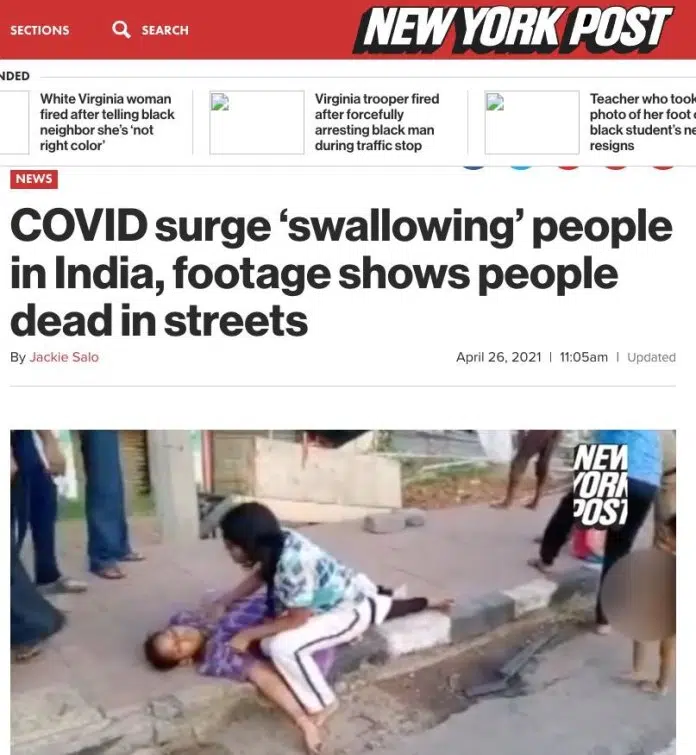 SECTIONS SEARCH NEW YORK POST
NDED
White Virginia woman
fired after telling black
neighbor she's 'not
right color'
Virginia trooper fired
after forcefully
arresting black man
during traffic stop
Teacher who took
photo of her foot
black student's ne
resigns
NEWS
COVID surge 'swallowing' people
in India, footage shows people
dead in streets
By Jackie Salo April 26, 2021 | 11:05am | Updated
NEW
YORK
POST